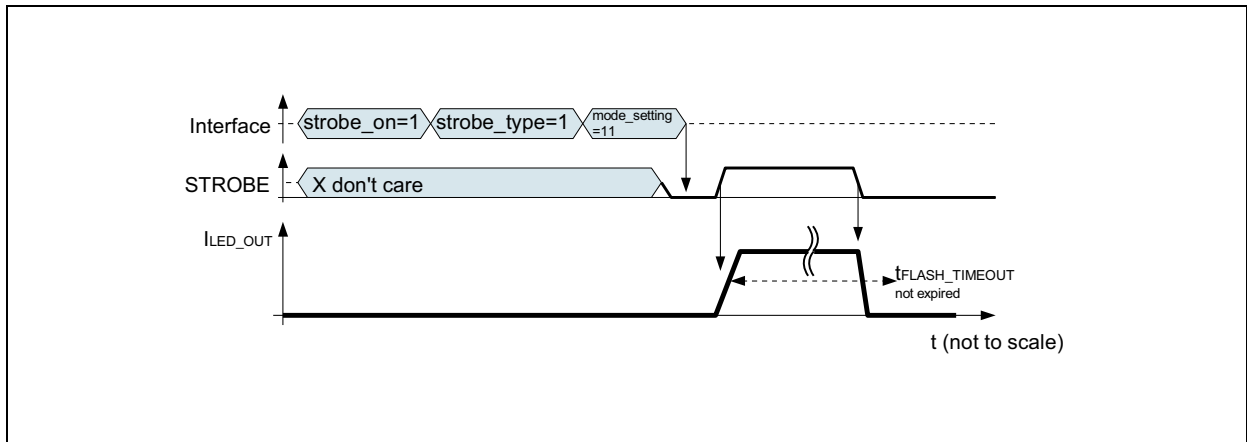 Interface
strobe_on=1
strobe_type=1
mode_setting
=11
STROBE
X don't care
ILED_OUT
tFLASH_TIMEOUT
not expired
t (not to scale)